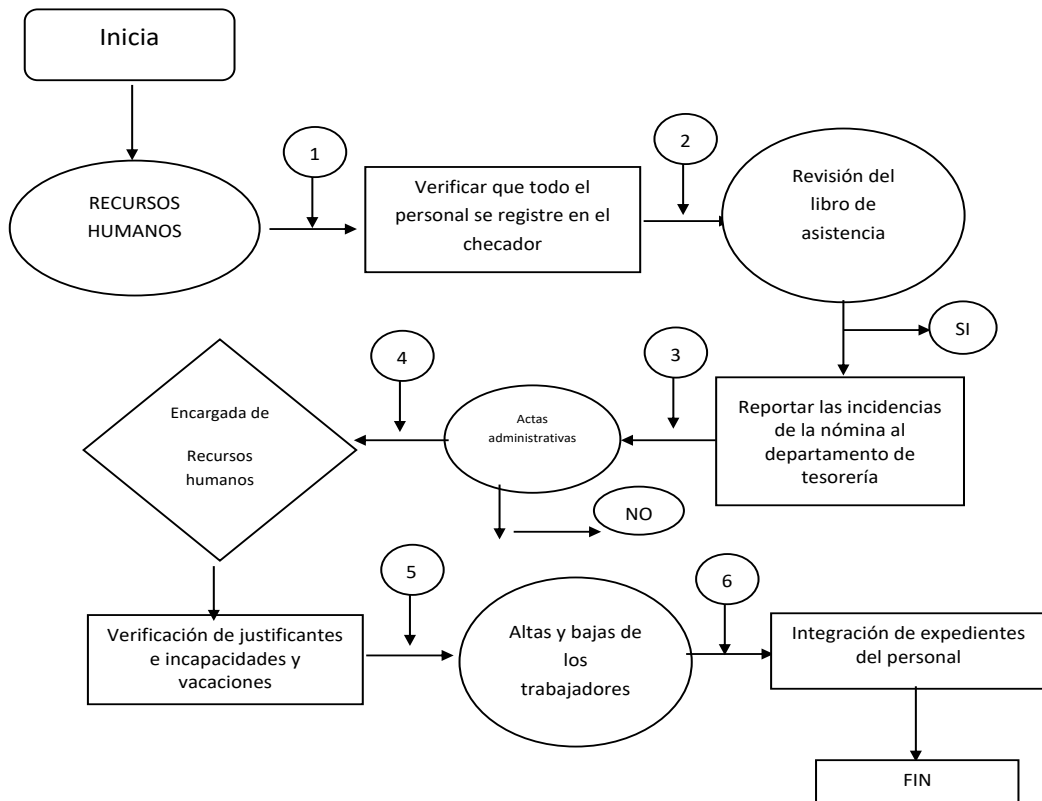 Inicia
RECURSOS
HUMANOS
1
Verificar que todo el
personal se registre en el
checador
2
Revisión del
libro de
asistencia
SI
Reportar las incidencias
de la nómina al
departamento de
tesorería
3
Actas
administrativas
NO
4
Encargada de
Recursos
humanos
Verificación de justificantes
e incapacidades y
vacaciones
5
Altas y bajas de
los
trabajadores
6
Integración de expedientes
del personal
FIN